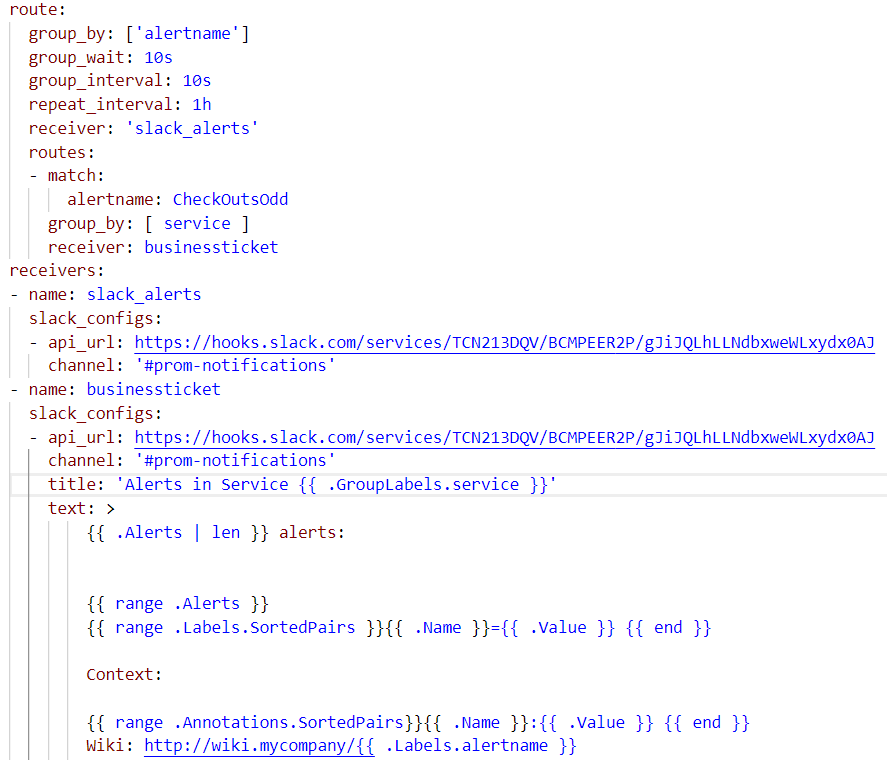 route:
  group_by: ['alertname']
  group_wait: 10s
  group_interval: 10s
  repeat_interval: 1h
  receiver: 'slack_alerts'
  routes:
  - match:
      alertname: CheckOutsOdd
    group_by: [ service ]
    receiver: businessticket
receivers:
- name: slack_alerts
  slack_configs:
  - api_url: https://hooks.slack.com/services/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
    channel: '#prom-notifications'
- name: businessticket
  slack_configs:
  - api_url: https://hooks.slack.com/services/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
    channel: '#prom-notifications'
    title: 'Alerts in Service {{ .GroupLabels.service }}'
    text: >
        {{ .Alerts | len }} alerts:
        {{ range .Alerts }}
        {{ range .Labels.SortedPairs }}{{ .Name }}={{ .Value }} {{ end }}
        Context:
        {{ range .Annotations.SortedPairs}}{{ .Name }}:{{ .Value }} {{ end }}
        Wiki: http://wiki.mycompany/{{ .Labels.alertname }}